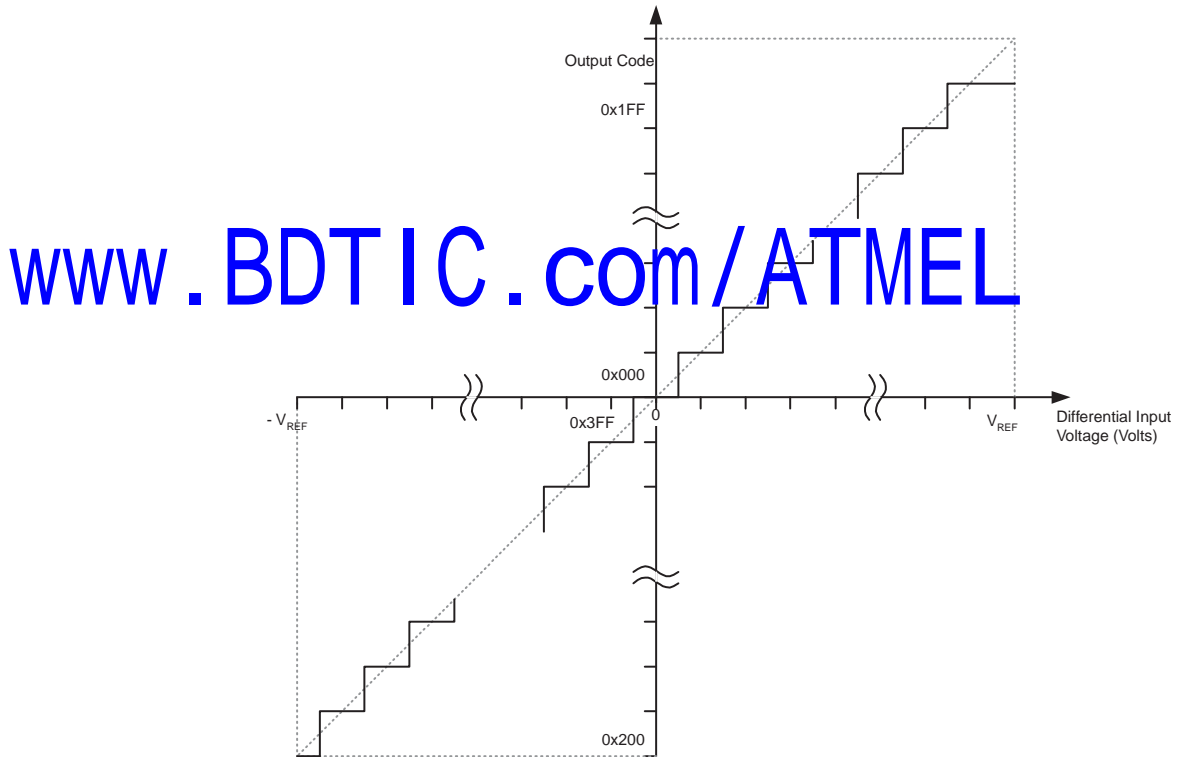 Output Code
0x1FF
www.BDTIC.com/ATMEL
0x000
- VREF
0x3FF
0
VREF
Differential Input
Voltage (Volts)
0x200